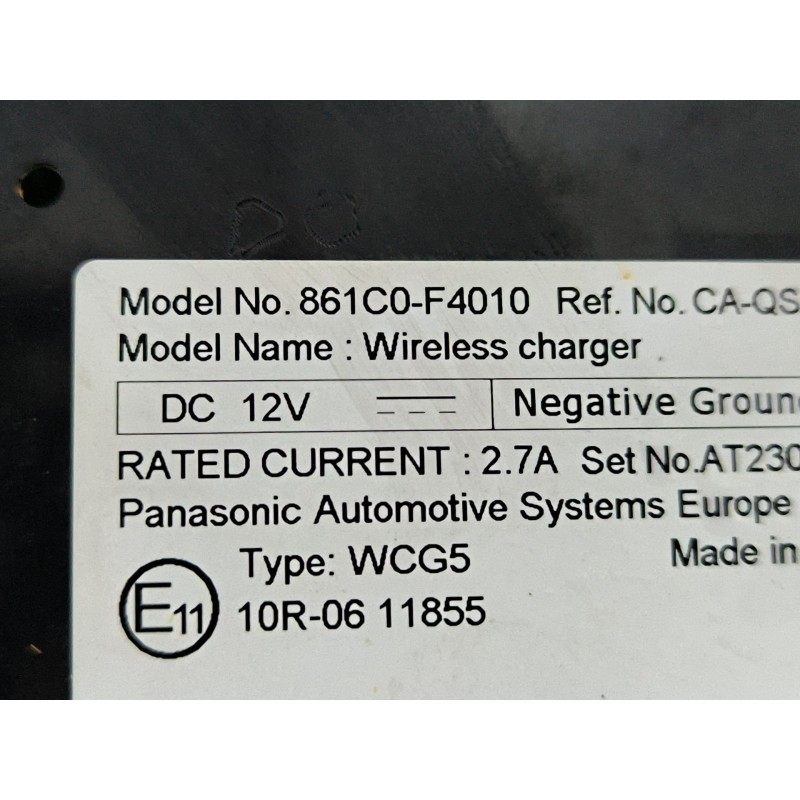 Model No. 861C0-F4010 Ref. No. CA-QS
Model Name : Wireless charger
DC 12V Negative
RATED CURRENT : 2.7A Set No.AT230
Panasonic Automotive Systems Europe
Type: WCG5 Made in
E11 10R-06 11855